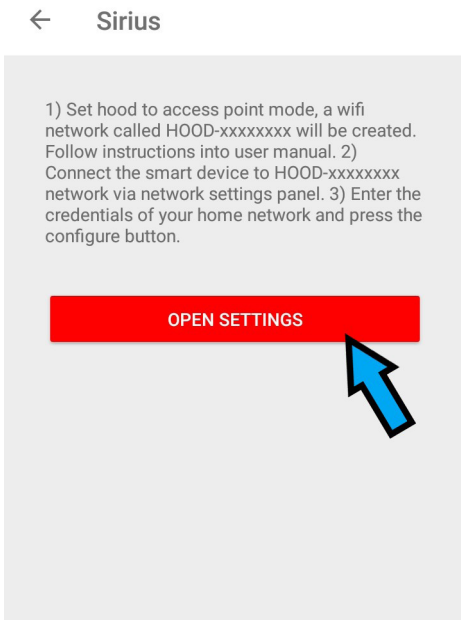 Sirius
1) Set hood to access point mode, a wifi
network called HOOD-xxxxxxxx will be created.
Follow instructions into user manual. 2)
Connect the smart device to HOOD-xxxxxxxx
network via network settings panel. 3) Enter the
credentials of your home network and press the
configure button.
OPEN SETTINGS